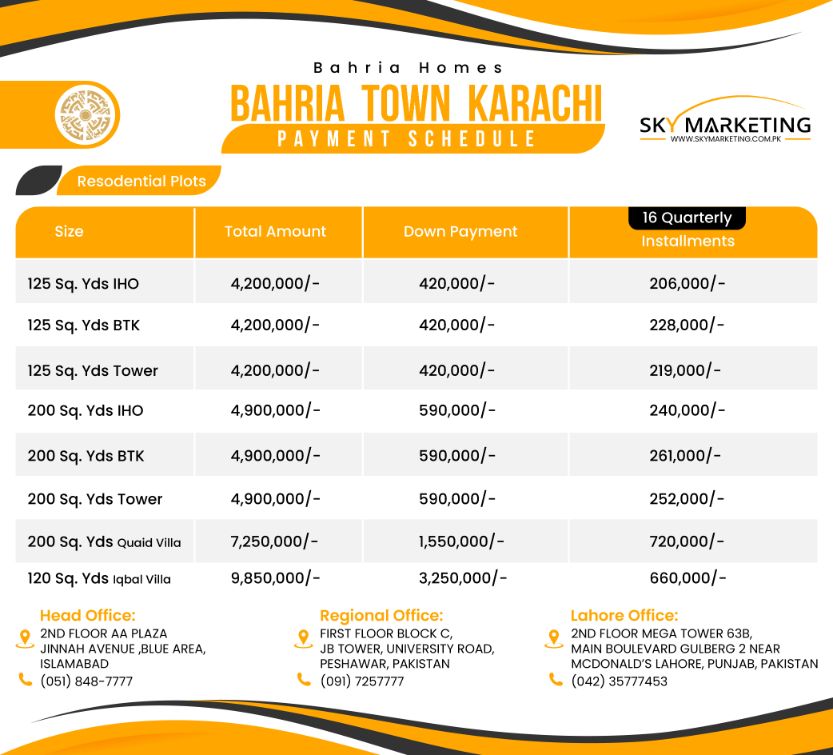 Bahria Homes
BAHRIA TOWN KARACHI
PAYMENT SCHEDULE
SKY MARKETING
WWW.SKYMARKETING.COM.PK
Resodential Plots
Size Total Amount Down Payment 16 Quarterly Installments
125 Sq. Yds IHO 4,200,000/- 420,000/- 206,000/-
125 Sq. Yds BTK 4,200,000/- 420,000/- 228,000/-
125 Sq. Yds Tower 4,200,000/- 420,000/- 219,000/-
200 Sq. Yds IHO 4,900,000/- 590,000/- 240,000/-
200 Sq. Yds BTK 4,900,000/- 590,000/- 261,000/-
200 Sq. Yds Tower 4,900,000/- 590,000/- 252,000/-
200 Sq. Yds Quaid Villa 7,250,000/- 1,550,000/- 720,000/-
120 Sq. Yds Iqbal Villa 9,850,000/- 3,250,000/- 660,000/-
Head Office:
2ND FLOOR AA PLAZA
JINNAH AVENUE ,BLUE AREA,
ISLAMABAD
(051) 848-7777
Regional Office:
FIRST FLOOR BLOCK C,
JB TOWER, UNIVERSITY ROAD,
PESHAWAR, PAKISTAN
(091) 7257777
Lahore Office:
2ND FLOOR MEGA TOWER 63B,
MAIN BOULEVARD GULBERG 2 NEAR
MCDONALD'S LAHORE, PUNJAB, PAKISTAN
(042) 35777453